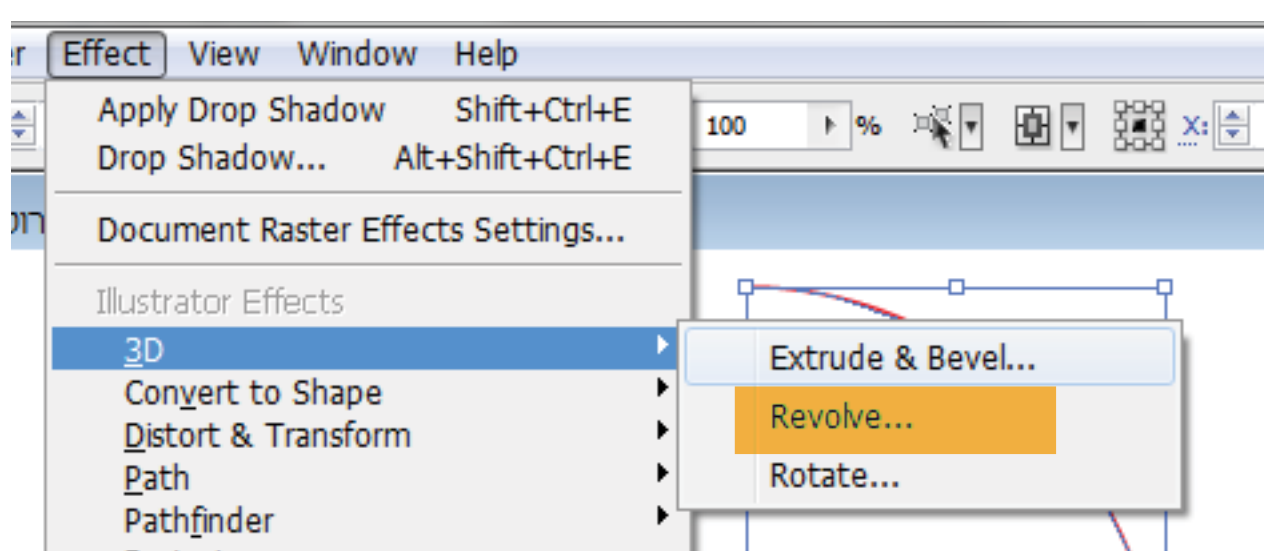 Effect View Window Help
Apply Drop Shadow Shift+Ctrl+E
Drop Shadow... Alt+Shift+Ctrl+E
100 % X:
Document Raster Effects Settings...
Illustrator Effects
3D
Extrude & Bevel...
Convert to Shape
Revolve...
Distort & Transform
Path
Rotate...
Pathfinder